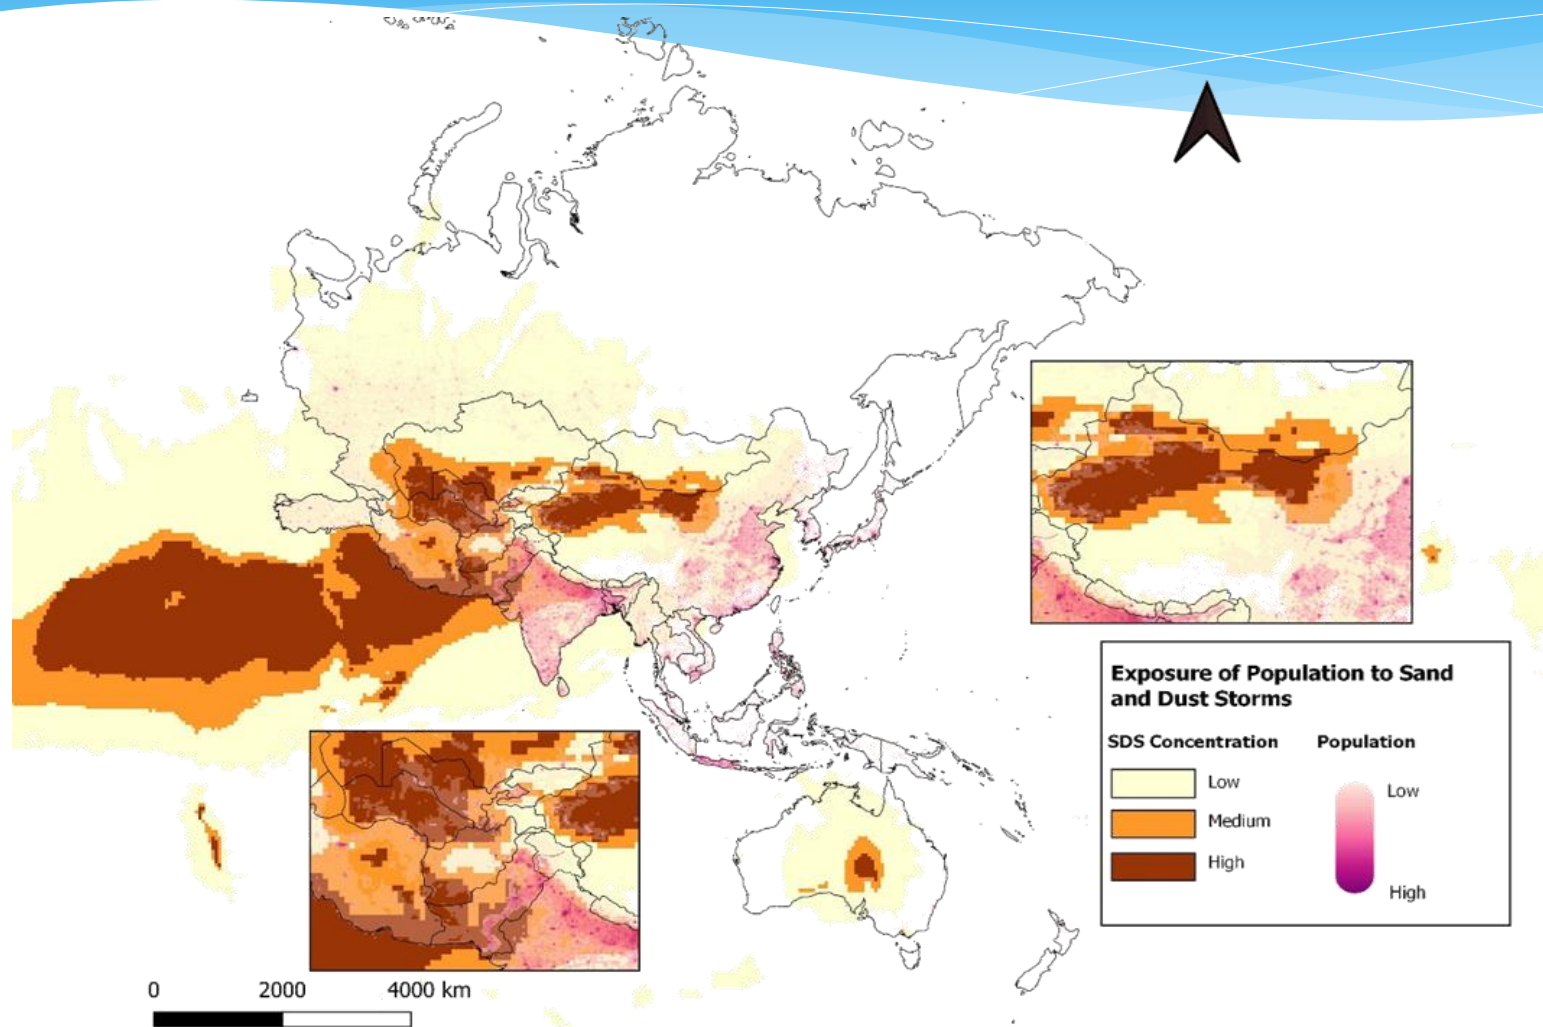 Exposure of Population to Sand
and Dust Storms
SDS Concentration
Population
Low
Medium
High
Low
High
0 2000 4000 km